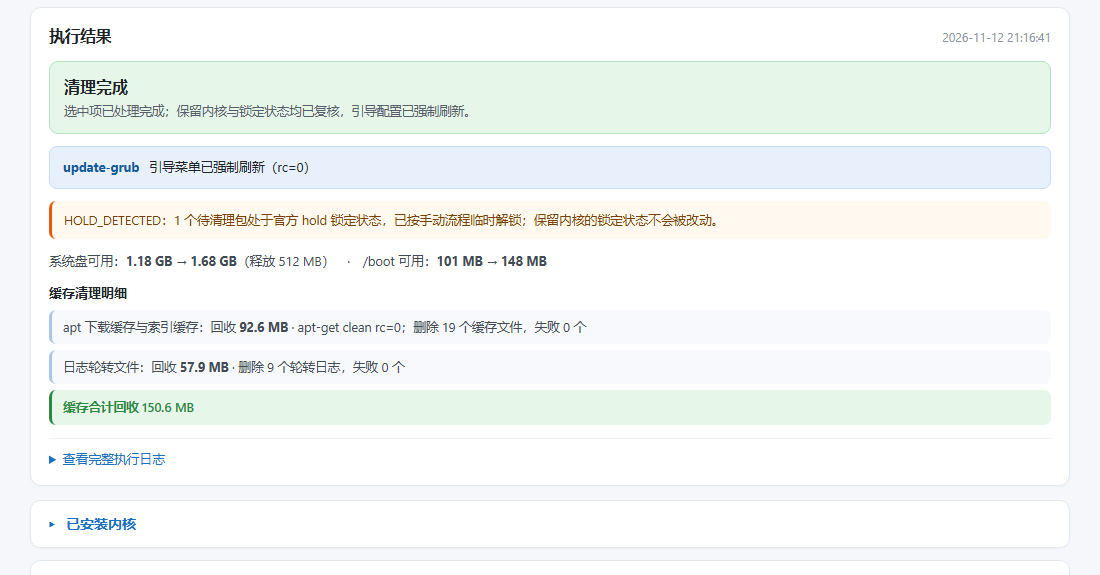 执行结果
2026-11-12 21:16:41
清理完成
选中项已处理完成；保留内核与锁定状态均已复核，引导配置已强制刷新。
update-grub 引导菜单已强制刷新（rc=0）
HOLD_DETECTED：1 个待清理包处于官方 hold 锁定状态，已按手动流程临时解锁；保留内核的锁定状态不会被改动。
系统盘可用：1.18 GB → 1.68 GB（释放 512 MB） · /boot 可用：101 MB → 148 MB
缓存清理明细
apt 下载缓存与索引缓存：回收 92.6 MB · apt-get clean rc=0；删除 19 个缓存文件，失败 0 个
日志轮转文件：回收 57.9 MB · 删除 9 个轮转日志，失败 0 个
缓存合计回收 150.6 MB
查看完整执行日志
已安装内核